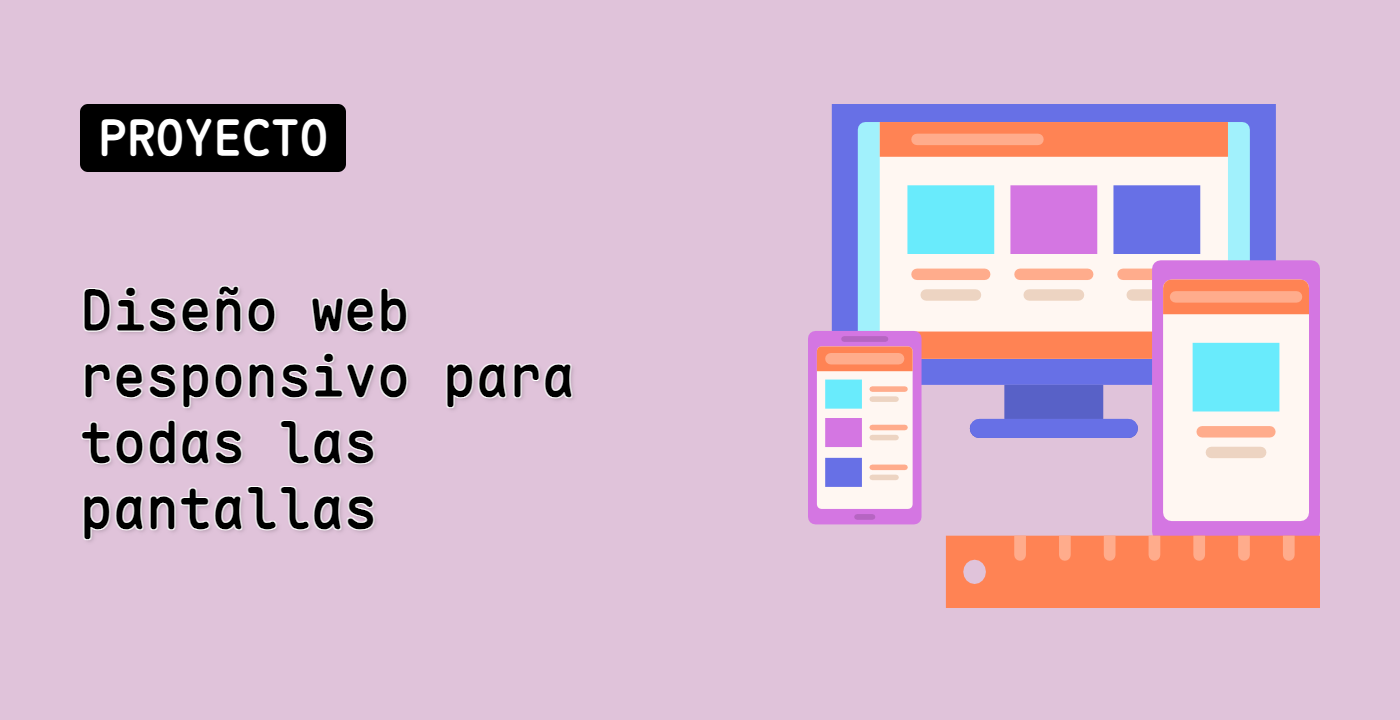 PROYECTO
Diseño web
responsivo para
todas las
pantallas